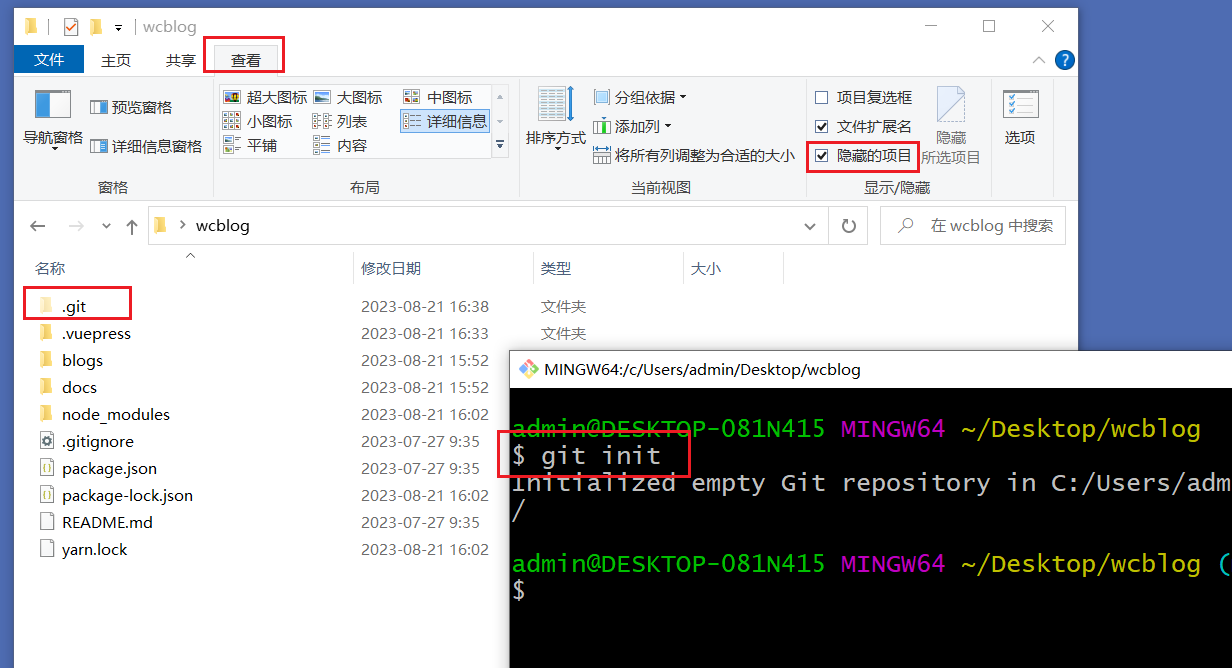 wcblog
文件 主页 共享 查看
导航窗格
预览窗格
详细信息窗格
窗格
超大图标 大图标 中图标
小图标 列表 详细信息
平铺 内容
布局
排序方式
分组依据
添加列
将所有列调整为合适的大小
当前视图
项目复选框
文件扩展名
隐藏的项目
隐藏
所选项目
显示/隐藏
选项
wcblog
在 wcblog 中搜索
名称 修改日期 类型 大小
.git 2023-08-21 16:38 文件夹
.vuepress 2023-08-21 16:33 文件夹
blogs 2023-08-21 15:52
docs 2023-08-21 15:52
node_modules 2023-08-21 16:02
.gitignore 2023-07-27 9:35
package.json 2023-07-27 9:35
package-lock.json 2023-08-21 16:02
README.md 2023-07-27 9:35
yarn.lock 2023-08-21 16:02
MINGW64:/c/Users/admin/Desktop/wcblog
admin@DESKTOP-081N415 MINGW64 ~/Desktop/wcblog
$ git init
Initialized empty Git repository in C:/Users/adm
/
admin@DESKTOP-081N415 MINGW64 ~/Desktop/wcblog (
$